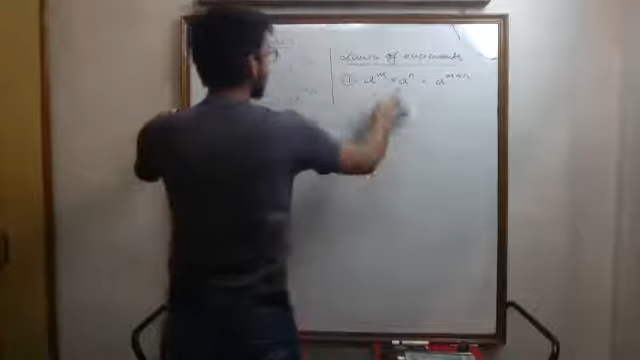 Laws of exponents
① a^m × a^n = a^{m+n}